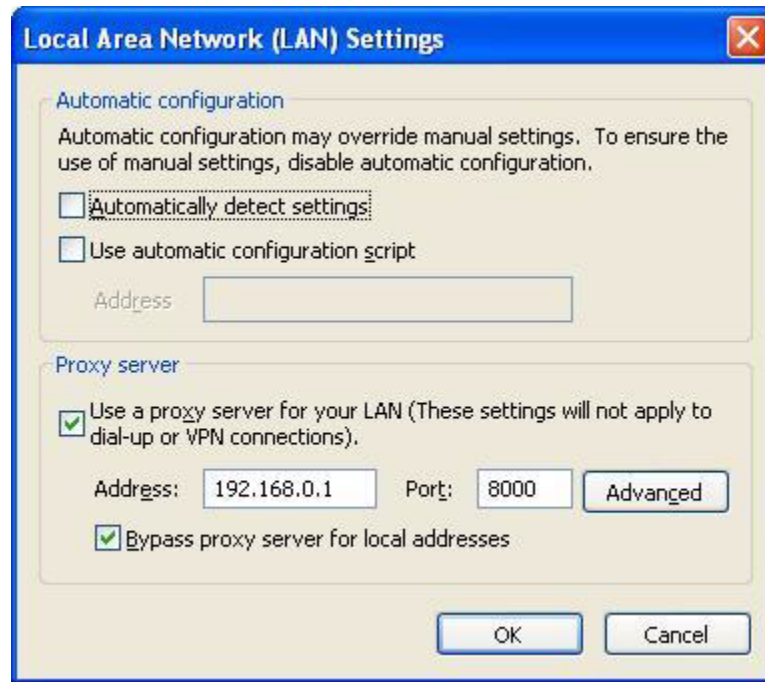 Local Area Network (LAN) Settings
Automatic configuration
Automatic configuration may override manual settings. To ensure the
use of manual settings, disable automatic configuration.
Automatically detect settings
Use automatic configuration script
Address
Proxy server
Use a proxy server for your LAN (These settings will not apply to
dial-up or VPN connections).
Address: 192.168.0.1 Port: 8000 Advanced
Bypass proxy server for local addresses
OK Cancel